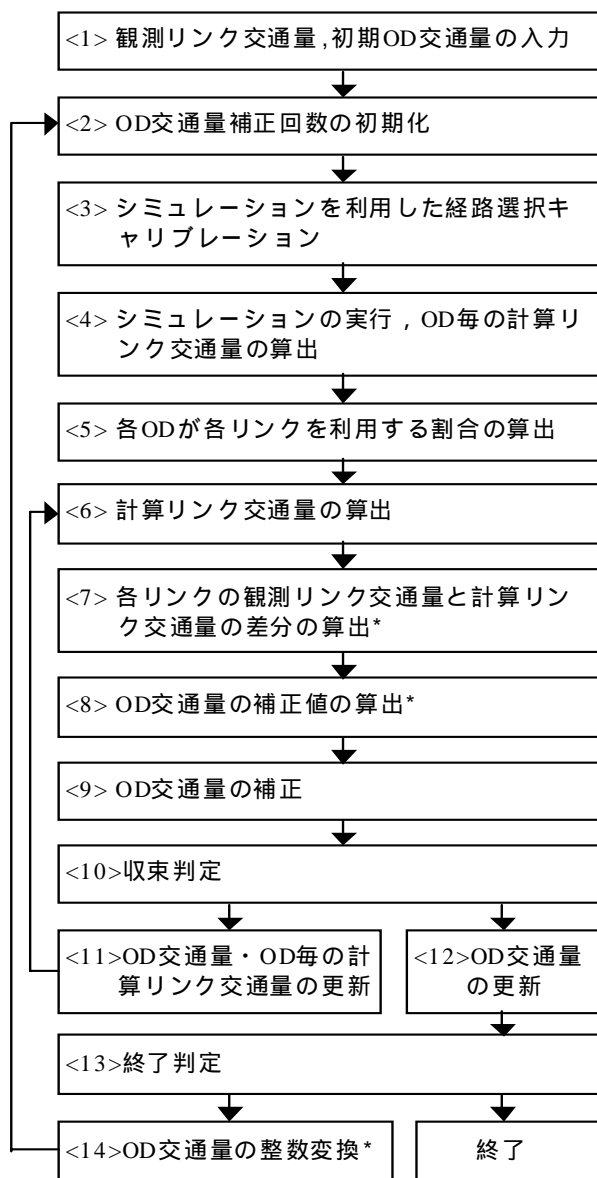 <1> 観測リンク交通量,初期OD交通量の入力
<2> OD交通量補正回数の初期化
<3> シミュレーションを利用した経路選択キ
ャリブレーション
<4> シミュレーションの実行，OD毎の計算リ
ンク交通量の算出
<5> 各ODが各リンクを利用する割合の算出
<6> 計算リンク交通量の算出
<7> 各リンクの観測リンク交通量と計算リン
ク交通量の差分の算出*
<8> OD交通量の補正値の算出*
<9> OD交通量の補正
<10>収束判定
<11>OD交通量・OD毎の計
算リンク交通量の更新
<12>OD交通量
の更新
<13>終了判定
<14>OD交通量の整数変換*
終了